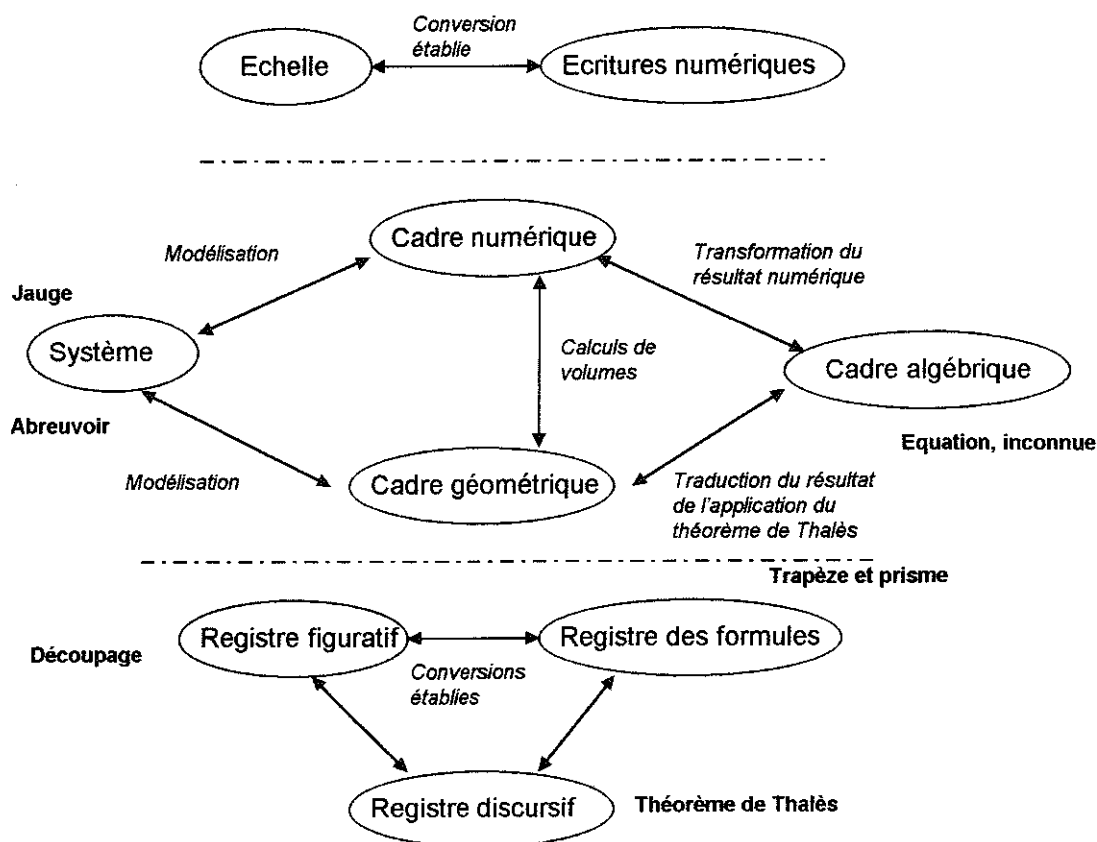 Conversion
établie
Echelle
Ecritures numériques
Cadre numérique
Modélisation
Transformation du
résultat numérique
Jauge
Système
Calculs de
volumes
Cadre algébrique
Abreuvoir
Equation, inconnue
Modélisation
Cadre géométrique
Traduction du résultat
de l'application du
théorème de Thalès
Trapèze et prisme
Registre figuratif
Registre des formules
Découpage
Conversions
établies
Registre discursif
Théorème de Thalès